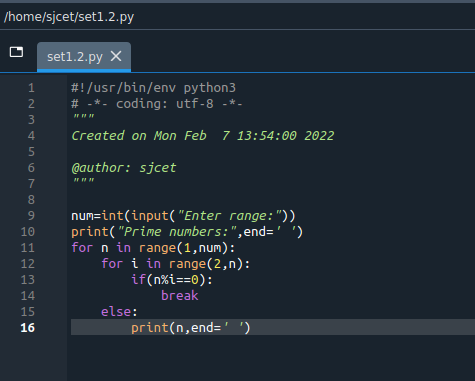 /home/sjcet/set1.2.py
set1.2.py
1 #!/usr/bin/env python3
2 # -*- coding: utf-8 -*-
3 """
4 Created on Mon Feb  7 13:54:00 2022
5
6 @author: sjcet
7 """
8
9 num=int(input("Enter range:"))
10 print("Prime numbers:",end=' ')
11 for n in range(1,num):
12     for i in range(2,n):
13         if(n%i==0):
14             break
15     else:
16         print(n,end=' ')